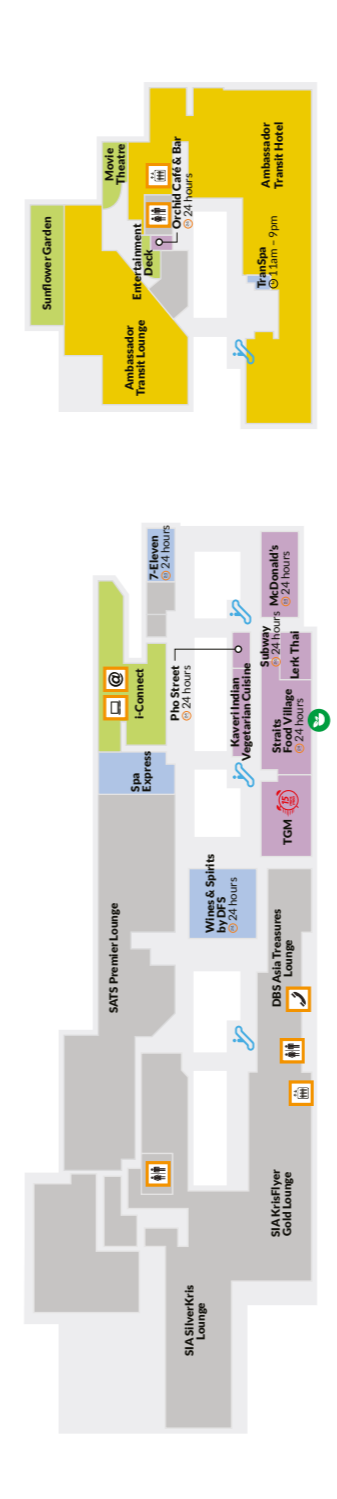 Sunflower Garden
Movie
Theatre
Orchid Café & Bar
24 hours
Entertainment
Deck
Ambassador
Transit Lounge
Ambassador
Transit Hotel
TranSpa
11am – 9pm
7-Eleven
24 hours
@
i-Connect
Spa
Express
Pho Street
24 hours
Kaveri Indian
Vegetarian Cuisine
Subway
24 hours
McDonald's
24 hours
Lerk Thai
Straits
Food Village
24 hours
TGM
15
Wines & Spirits
by DFS
24 hours
SATS Premier Lounge
DBS Asia Treasures
Lounge
SIA KrisFlyer
Gold Lounge
SIA SilverKris
Lounge